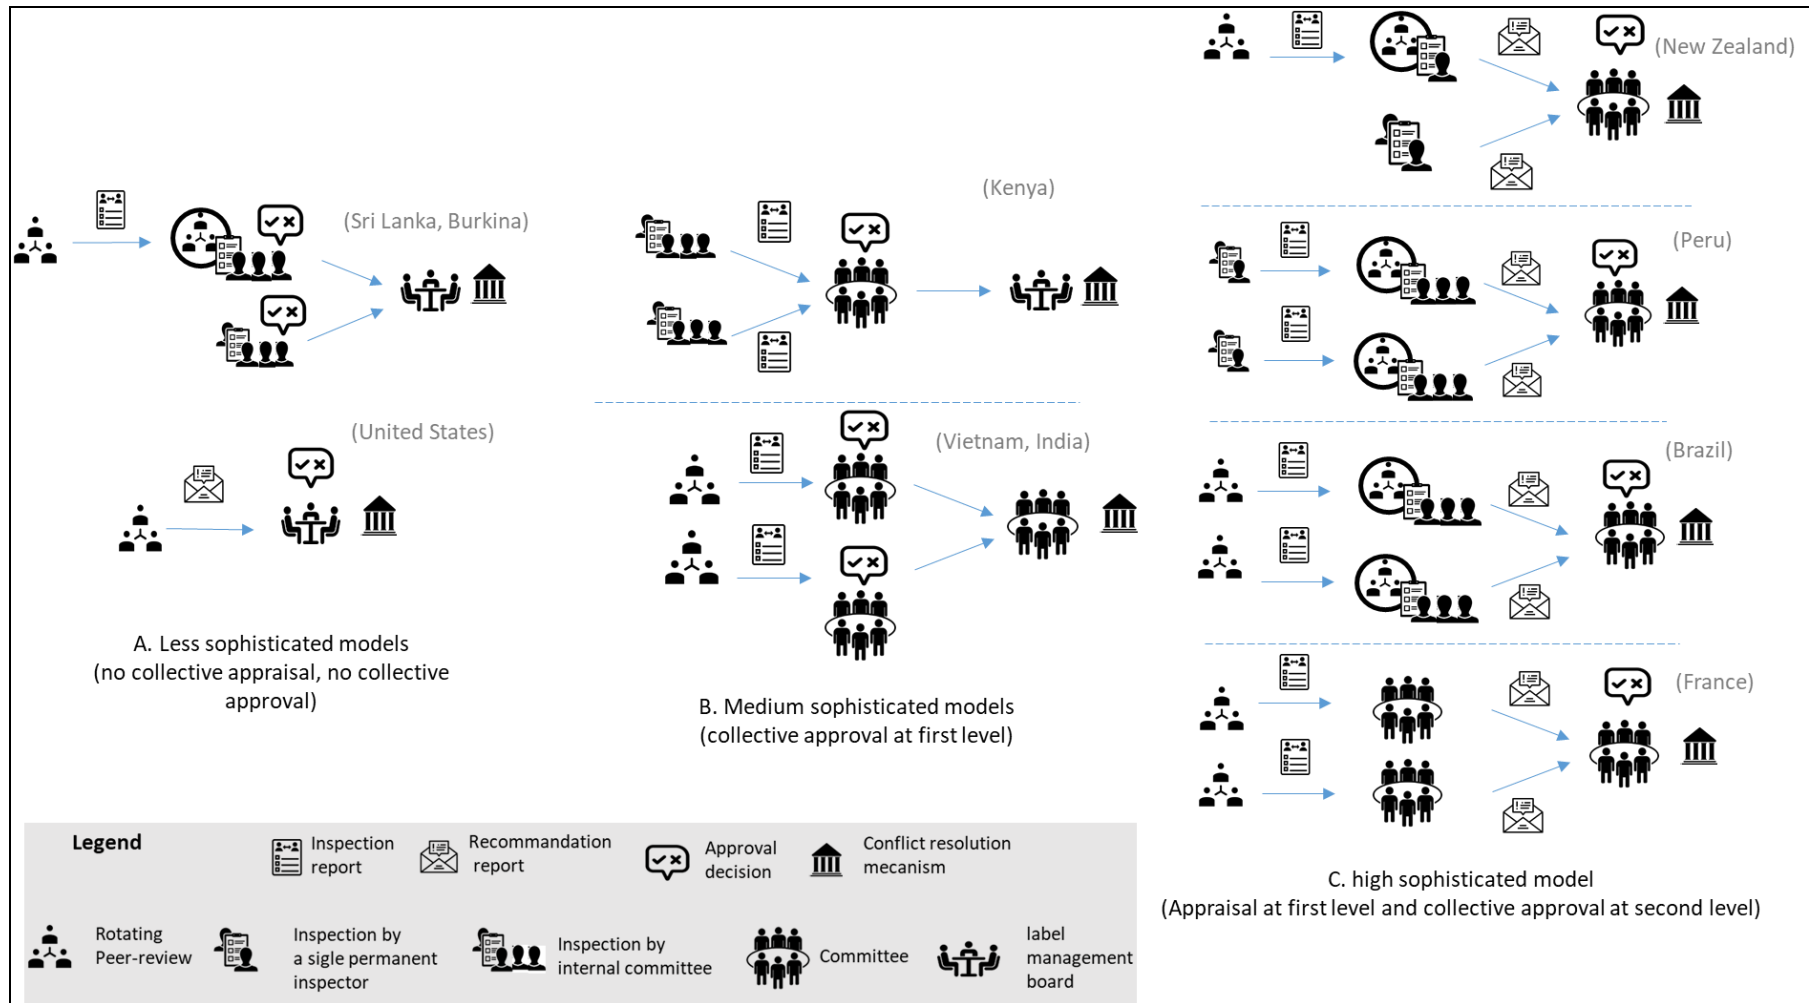 (Sri Lanka, Burkina)
(United States)
A. Less sophisticated models
(no collective appraisal, no collective
approval)
(Kenya)
(Vietnam, India)
B. Medium sophisticated models
(collective approval at first level)
(New Zealand)
(Peru)
(Brazil)
(France)
C. high sophisticated model
(Appraisal at first level and collective approval at second level)
Legend
Inspection
report
Recommandation
report
Approval
decision
Conflict resolution
mecanism
Rotating
Peer-review
Inspection by
a sigle permanent
inspector
Inspection by
internal committee
Committee
label
management
board